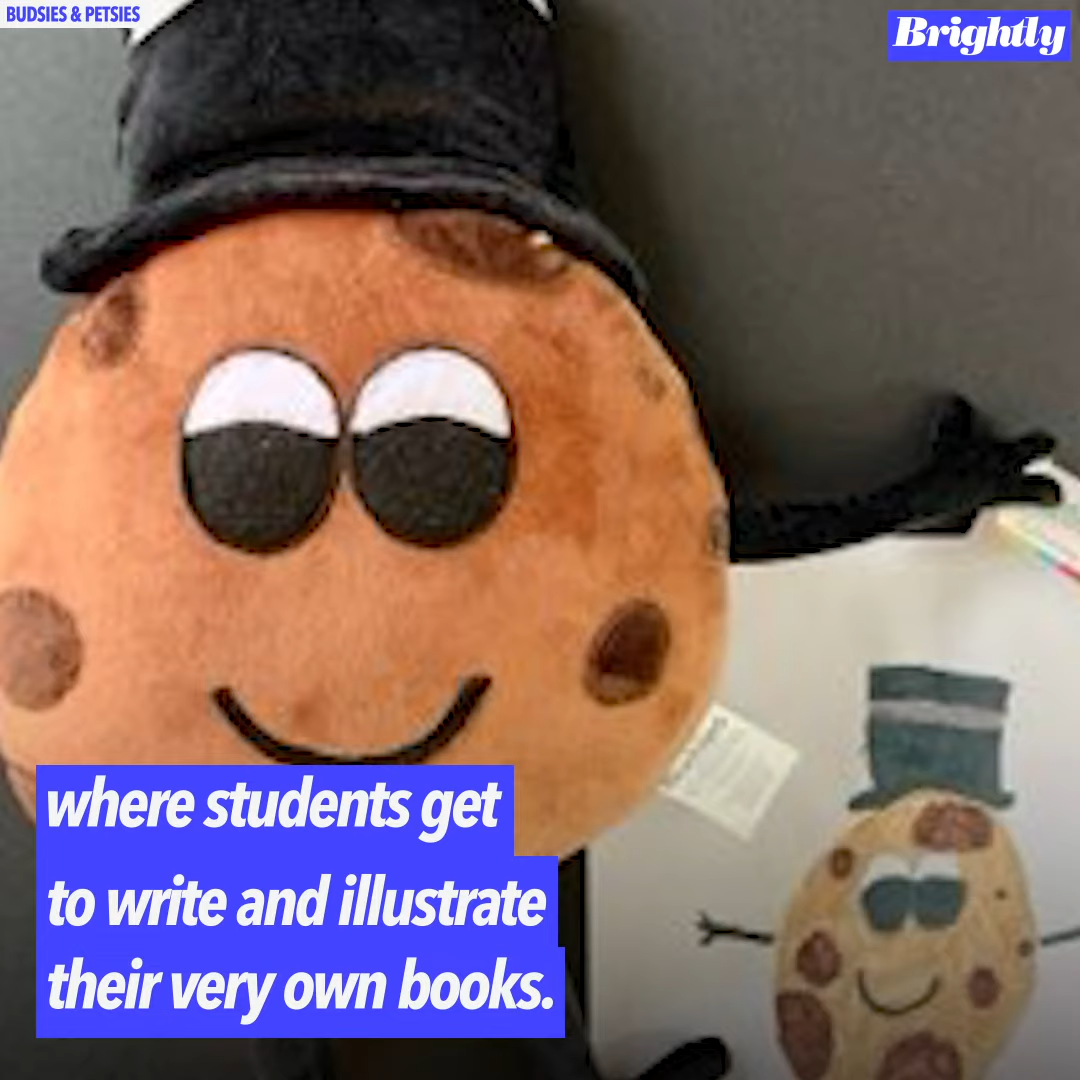 BUDSIES & PETSIES
Brightly
where students get
to write and illustrate
their very own books.